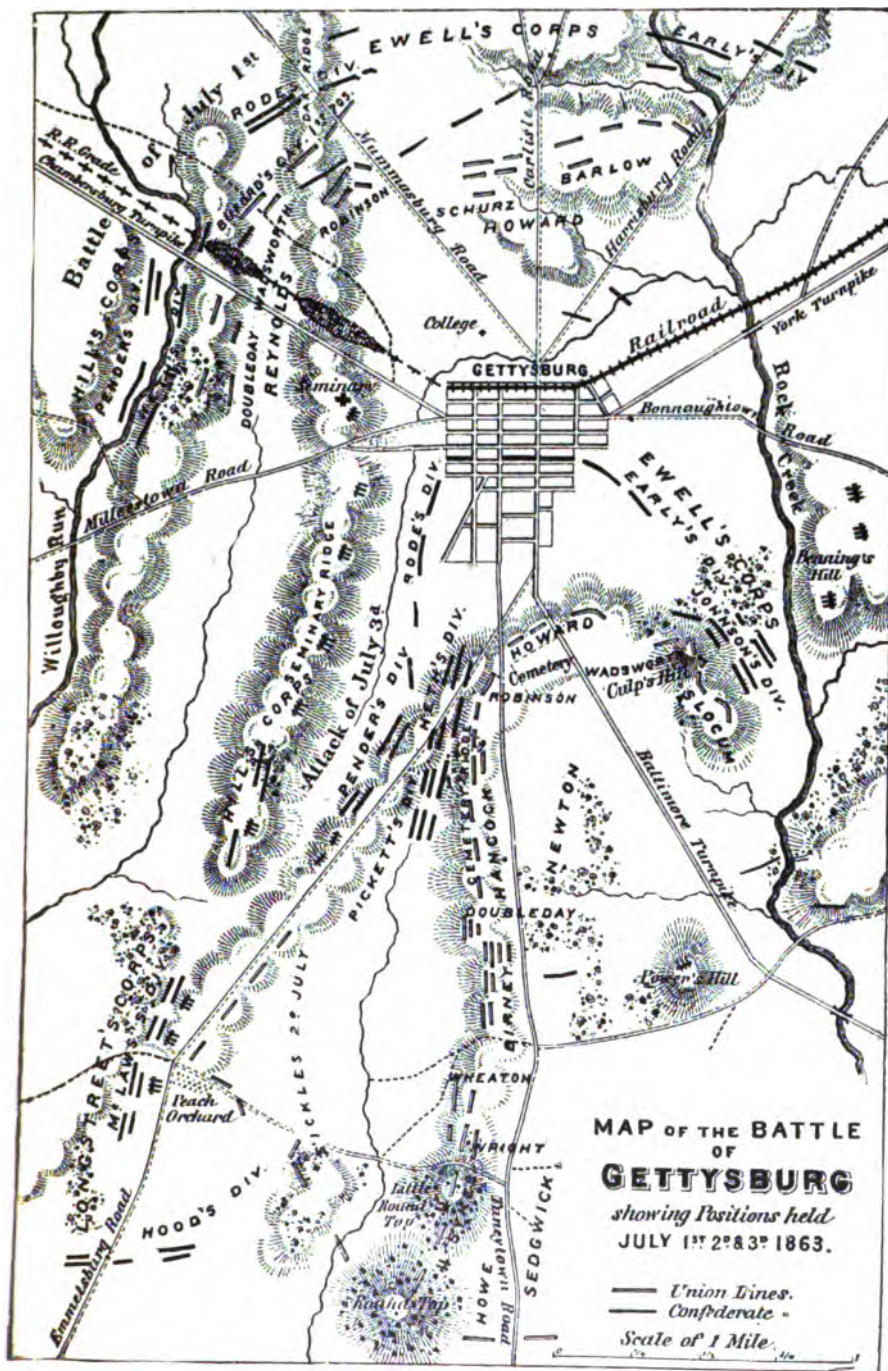 EWELL'S CORPS
EARLY'S DIV.
RODE'S DIV.
Battle of July 1st
R.R. Grade
Chambersburg Turnpike
Mummasburg Road
Carlisle Road
Harrisburg Road
BARLOW
SCHURZ
HOWARD
ROBINSON
WADSWORTH
REYNOLDS
DOUBLEDAY
HILL'S CORPS
PENDER'S DIV.
College
Seminary
GETTYSBURG
Railroad
York Turnpike
Bonnaughtown Road
Rock Creek
Millerstown Road
Willoughby Run
EWELL'S CORPS
EARLY'S DIV.
JOHNSON'S DIV.
Benning's Hill
RODE'S DIV.
SEMINARY RIDGE
HILL'S CORPS
Attack of July 3d
HETH'S DIV.
PENDER'S DIV.
PICKETT'S DIV.
HOWARD
Cemetery
ROBINSON
WADSWORTH
Culp's Hill
SLOCUM
CEMETERY RIDGE
HANCOCK
NEWTON
DOUBLEDAY
Baltimore Turnpike
BIRNEY
Power's Hill
LONGSTREET'S CORPS
McLAWS' DIV.
SICKLES 2D JULY
Peach
Orchard
WHEATON
WRIGHT
HOOD'S DIV.
Little
Round
Top
Round Top
Emmetsburg Road
Taneytown Road
HOWE
SEDGWICK
MAP OF THE BATTLE
OF
GETTYSBURG
showing Positions held
JULY 1ST 2D & 3D 1863.
Union Lines.
Confederate "
Scale of 1 Mile